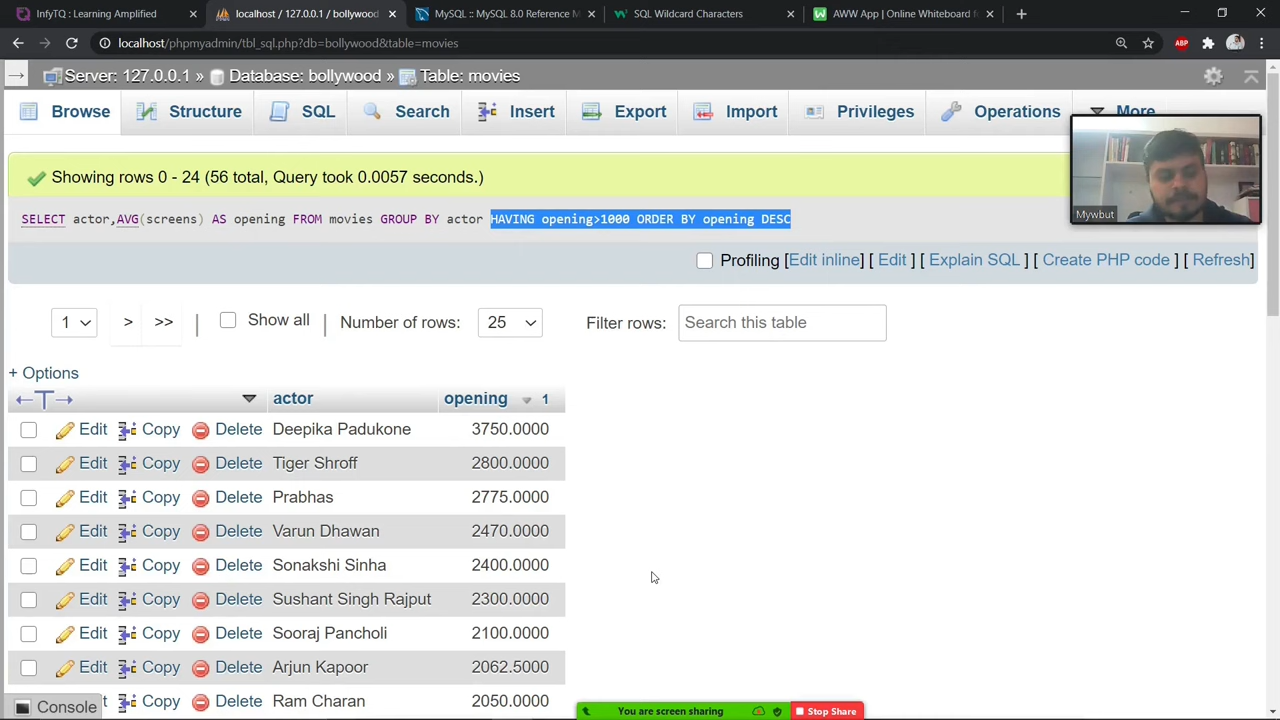 InfyTQ : Learning Amplified
localhost / 127.0.0.1 / bollywood
MySQL :: MySQL 8.0 Reference M
SQL Wildcard Characters
AWW App | Online Whiteboard f
localhost/phpmyadmin/tbl_sql.php?db=bollywood&table=movies
ABP
Server: 127.0.0.1 » Database: bollywood » Table: movies
Browse Structure SQL Search Insert Export Import Privileges Operations More
Showing rows 0 - 24 (56 total, Query took 0.0057 seconds.)
SELECT actor,AVG(screens) AS opening FROM movies GROUP BY actor HAVING opening>1000 ORDER BY opening DESC
Mywbut
Profiling [Edit inline] [ Edit ] [ Explain SQL ] [ Create PHP code ] [ Refresh]
1 > >> | Show all | Number of rows: 25 Filter rows: Search this table
+ Options
←T→ actor opening 1
Edit Copy Delete Deepika Padukone 3750.0000
Edit Copy Delete Tiger Shroff 2800.0000
Edit Copy Delete Prabhas 2775.0000
Edit Copy Delete Varun Dhawan 2470.0000
Edit Copy Delete Sonakshi Sinha 2400.0000
Edit Copy Delete Sushant Singh Rajput 2300.0000
Edit Copy Delete Sooraj Pancholi 2100.0000
Edit Copy Delete Arjun Kapoor 2062.5000
Edit Copy Delete Ram Charan 2050.0000
Console
You are screen sharing Stop Share